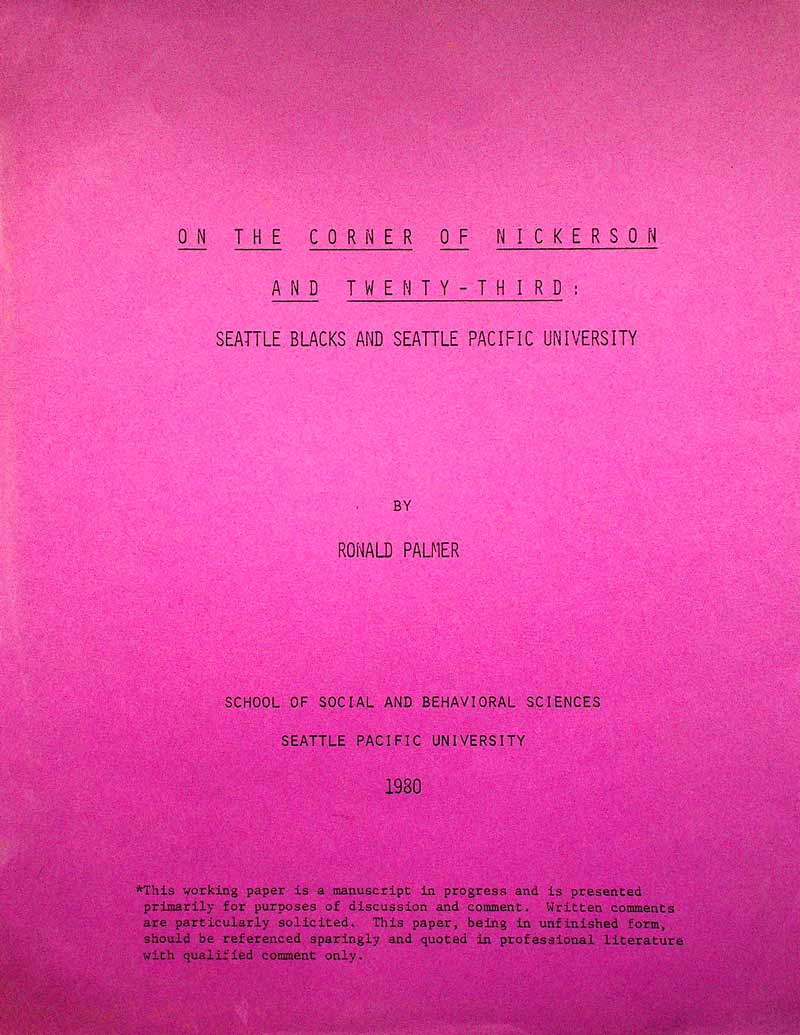 ON THE CORNER OF NICKERSON
AND TWENTY-THIRD:
SEATTLE BLACKS AND SEATTLE PACIFIC UNIVERSITY
BY
RONALD PALMER
SCHOOL OF SOCIAL AND BEHAVIORAL SCIENCES
SEATTLE PACIFIC UNIVERSITY
1980
*This working paper is a manuscript in progress and is presented
primarily for purposes of discussion and comment. Written comments
are particularly solicited. This paper, being in unfinished form,
should be referenced sparingly and quoted in professional literature
with qualified comment only.